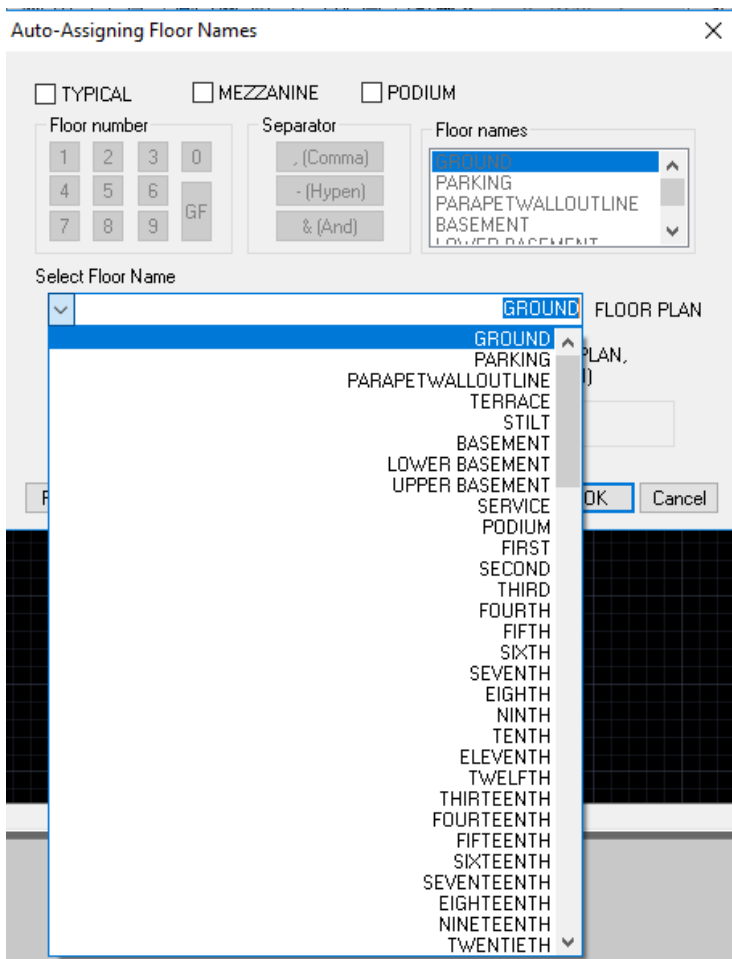 Auto-Assigning Floor Names
TYPICAL MEZZANINE PODIUM
Floor number Separator Floor names
1 2 3 0 , (Comma) GROUND
4 5 6 GF - (Hypen) PARKING
PARAPETWALLOUTLINE
7 8 9 & (And) BASEMENT
LOWER BASEMENT
Select Floor Name
GROUND FLOOR PLAN
GROUND
PARKING PLAN,
PARAPETWALLOUTLINE
TERRACE
STILT
BASEMENT
LOWER BASEMENT
UPPER BASEMENT
SERVICE OK Cancel
PODIUM
FIRST
SECOND
THIRD
FOURTH
FIFTH
SIXTH
SEVENTH
EIGHTH
NINTH
TENTH
ELEVENTH
TWELFTH
THIRTEENTH
FOURTEENTH
FIFTEENTH
SIXTEENTH
SEVENTEENTH
EIGHTEENTH
NINETEENTH
TWENTIETH